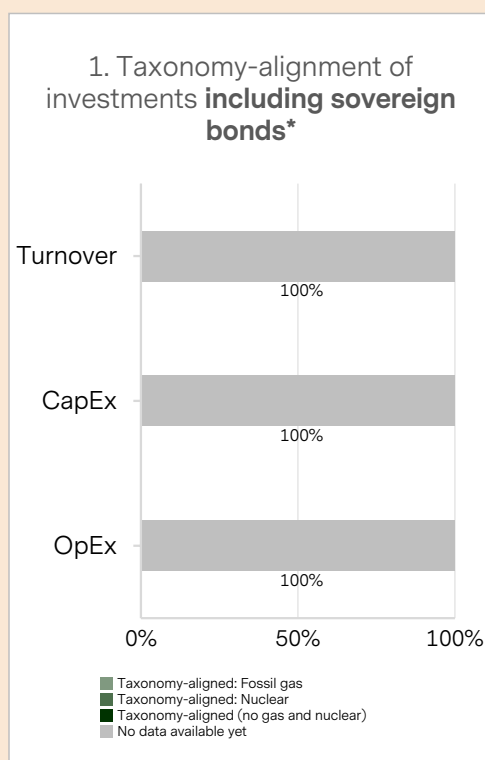 1. Taxonomy-alignment of
investments including sovereign
bonds*
Turnover
100%
CapEx
100%
OpEx
100%
0% 50% 100%
Taxonomy-aligned: Fossil gas
Taxonomy-aligned: Nuclear
Taxonomy-aligned (no gas and nuclear)
No data available yet